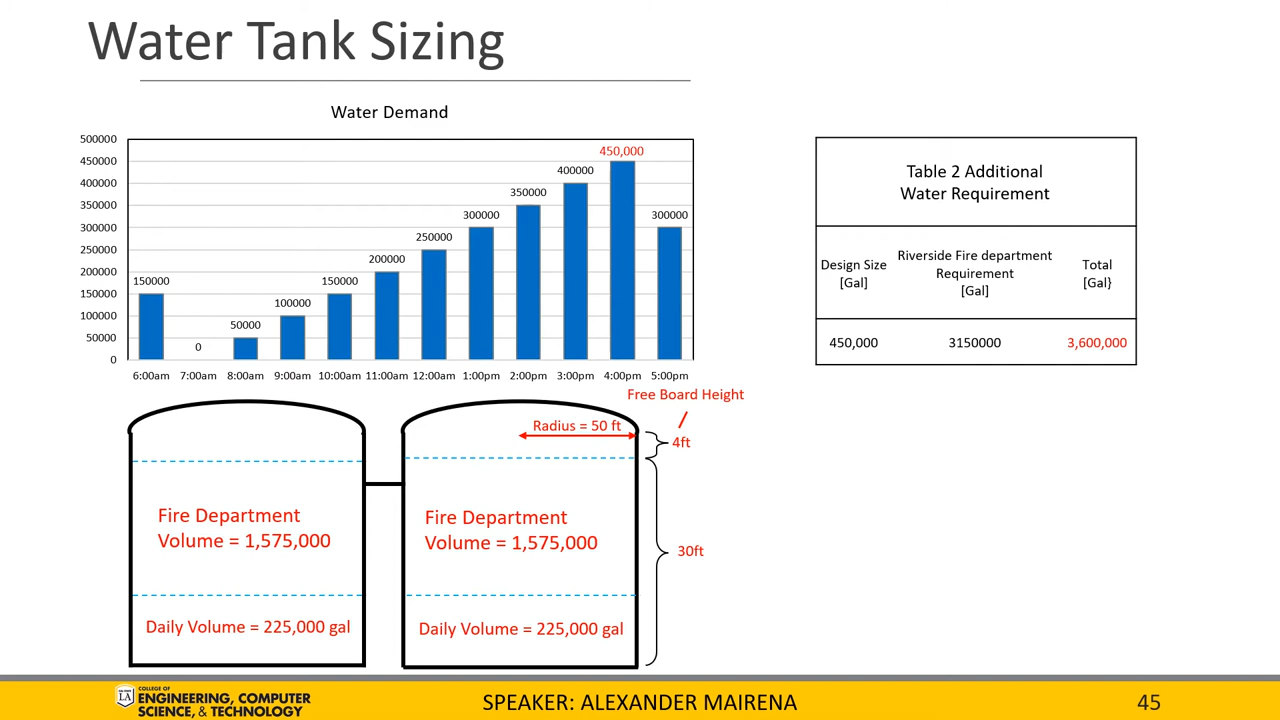 Water Tank Sizing
Water Demand
500000
450000
400000
350000
300000
250000
200000
150000
100000
50000
0
150000
0
50000
100000
150000
200000
250000
300000
350000
400000
450,000
300000
6:00am 7:00am 8:00am 9:00am 10:00am 11:00am 12:00am 1:00pm 2:00pm 3:00pm 4:00pm 5:00pm
Table 2 Additional
Water Requirement
Design Size
[Gal]
Riverside Fire department
Requirement
[Gal]
Total
[Gal}
450,000 3150000 3,600,000
Free Board Height
Radius = 50 ft
4ft
30ft
Fire Department
Volume = 1,575,000
Daily Volume = 225,000 gal
Fire Department
Volume = 1,575,000
Daily Volume = 225,000 gal
LA
COLLEGE OF
ENGINEERING, COMPUTER
SCIENCE, & TECHNOLOGY
SPEAKER: ALEXANDER MAIRENA
45